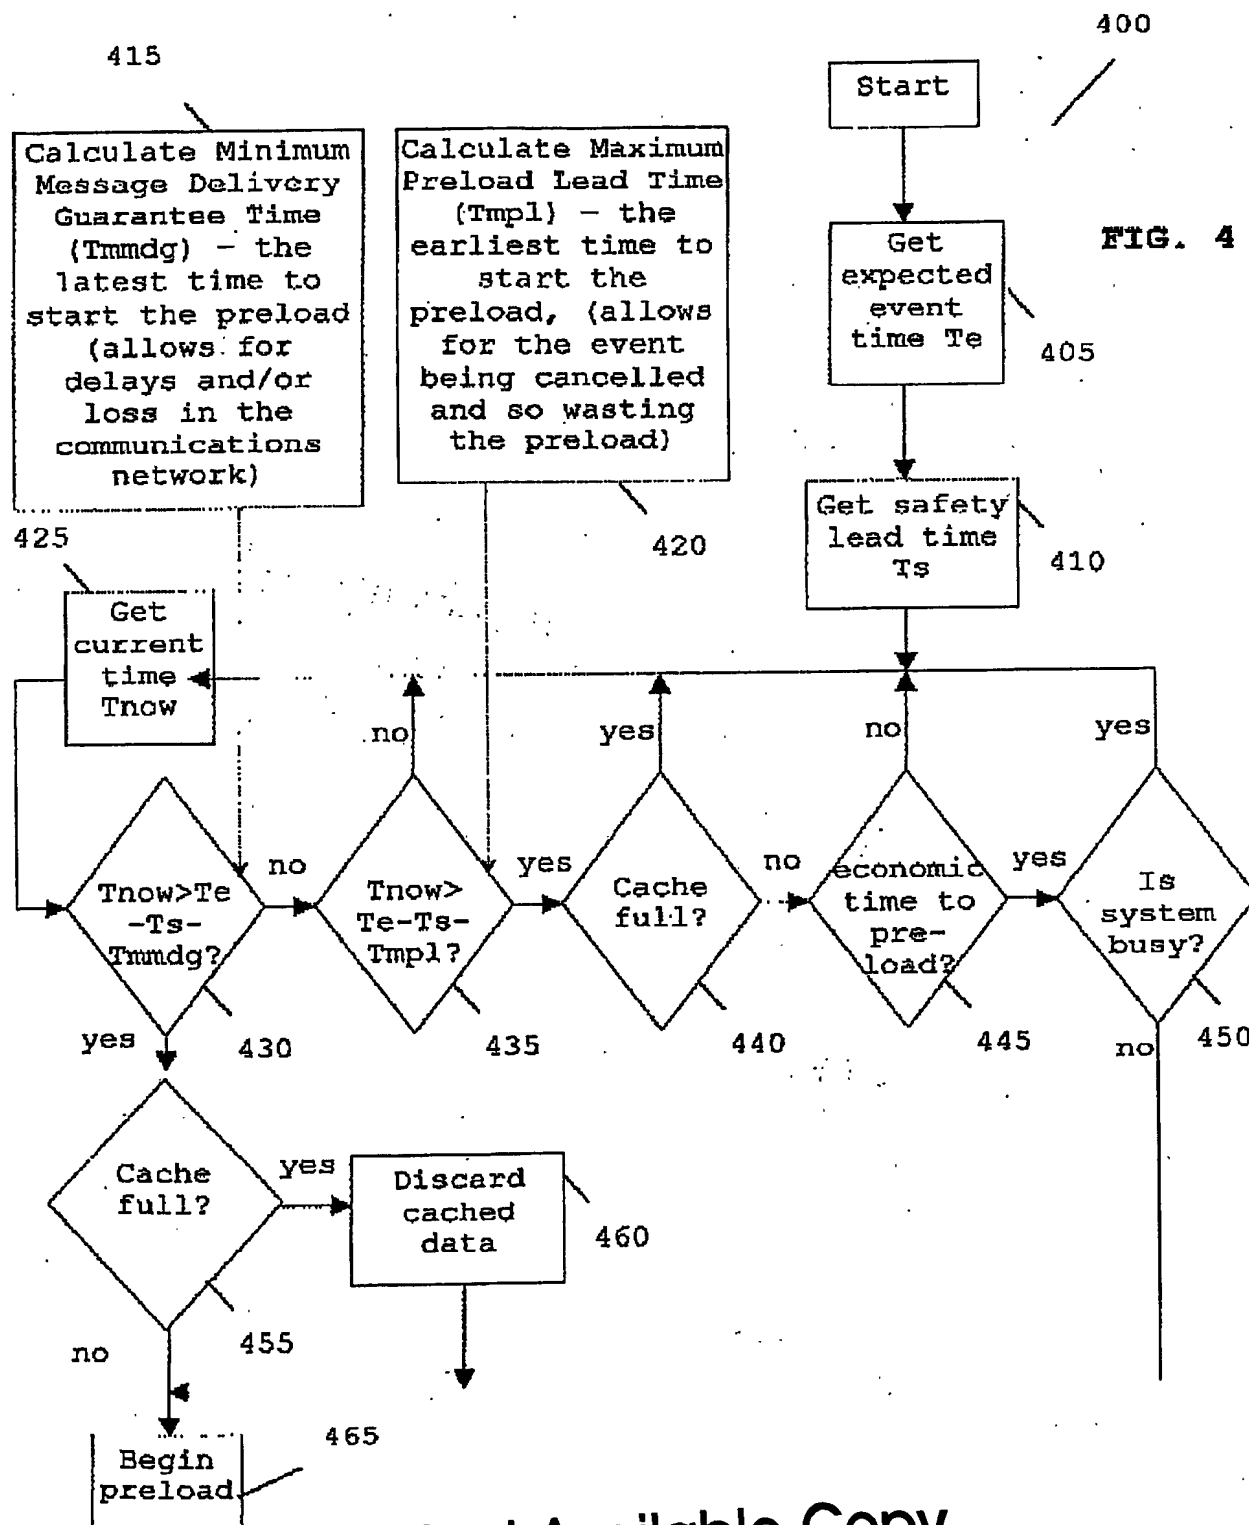 400
415
Start
Calculate Minimum
Message Delivery
Guarantee Time
(Tmmdg) - the
latest time to
start the preload
(allows for
delays and/or
loss in the
communications
network)
Calculate Maximum
Preload Lead Time
(Tmpl) - the
earliest time to
start the
preload, (allows
for the event
being cancelled
and so wasting
the preload)
Get
expected
event
time Te
FIG. 4
405
Get safety
lead time
Ts
410
420
425
Get
current
time
Tnow
no
yes
no
yes
Tnow>Te
-Ts-
Tmmdg?
no
Tnow>
Te-Ts-
Tmpl?
yes
Cache
full?
no
economic
time to
pre-
load?
yes
Is
system
busy?
yes
430
435
440
445
no
450
Cache
full?
yes
Discard
cached
data
460
455
no
465
Begin
preload
Available Copy